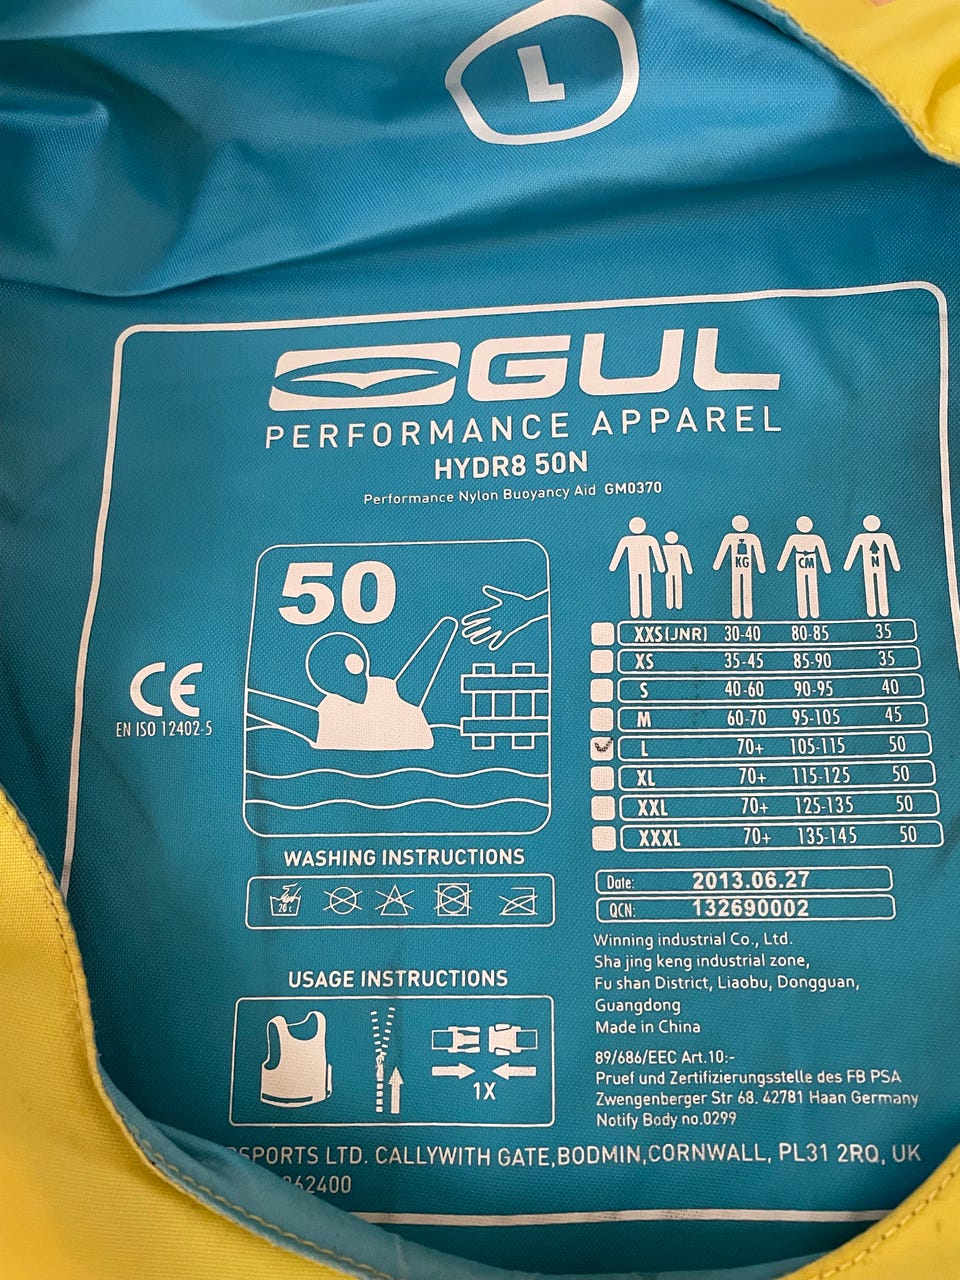 L
GUL
PERFORMANCE APPAREL
HYDR8 50N
Performance Nylon Buoyancy Aid GM0370
50
CE
EN ISO 12402-5
KG CM N
XXS(JNR) 30-40 80-85 35
XS 35-45 85-90 35
S 40-60 90-95 40
M 60-70 95-105 45
L 70+ 105-115 50
XL 70+ 115-125 50
XXL 70+ 125-135 50
XXXL 70+ 135-145 50
WASHING INSTRUCTIONS
20 c
Date: 2013.06.27
QCN: 132690002
Winning industrial Co., Ltd.
Sha jing keng industrial zone,
Fu shan District, Liaobu, Dongguan,
Guangdong
Made in China
USAGE INSTRUCTIONS
1X
89/686/EEC Art.10:-
Pruef und Zertifizierungsstelle des FB PSA
Zwengenberger Str 68. 42781 Haan Germany
Notify Body no.0299
SPORTS LTD. CALLYWITH GATE,BODMIN,CORNWALL, PL31 2RQ, UK
62400